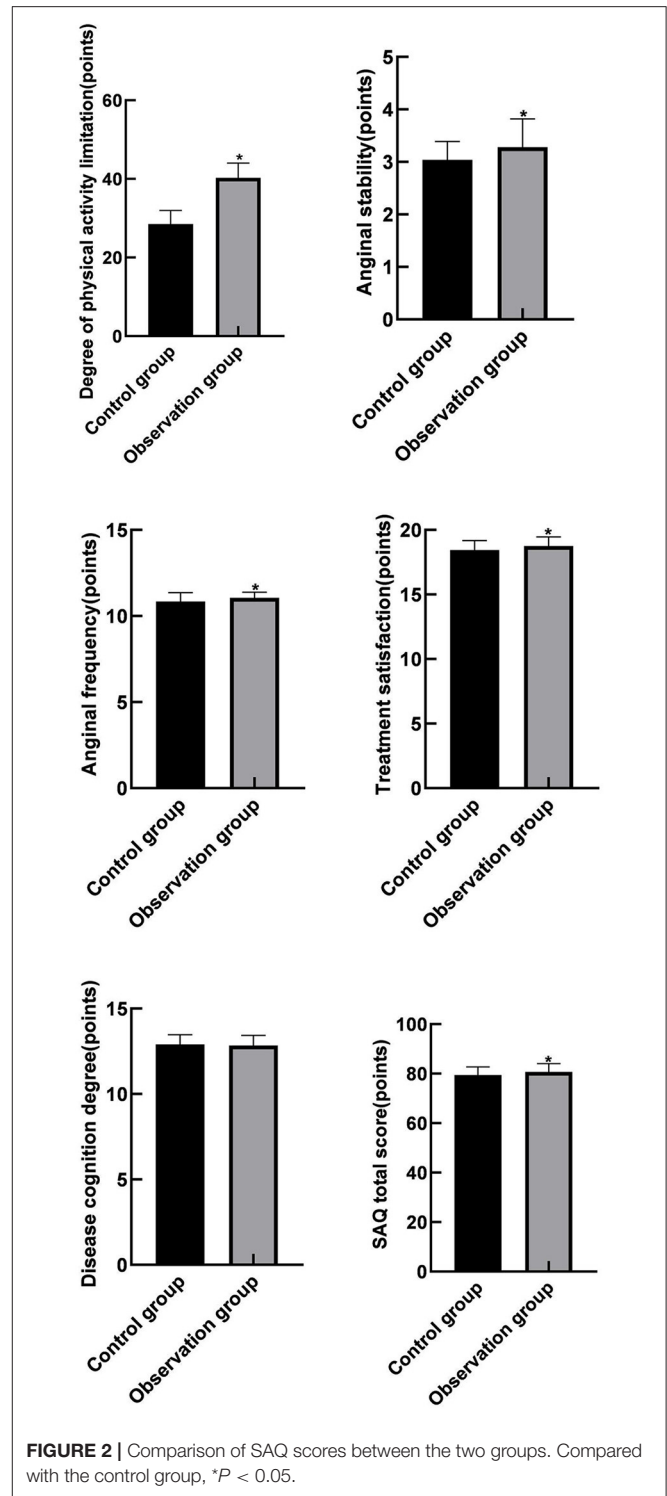 Degree of physical activity limitation(points)
60
40
20
0
*
Control group
Observation group
Anginal stability(points)
5
4
3
2
1
0
*
Control group
Observation group
Anginal frequency(points)
15
10
5
0
*
Control group
Observation group
Treatment satisfaction(points)
20
15
10
5
0
*
Control group
Observation group
Disease cognition degree(points)
15
10
5
0
Control group
Observation group
SAQ total score(points)
100
80
60
40
20
0
*
Control group
Observation group
FIGURE 2 | Comparison of SAQ scores between the two groups. Compared
with the control group, *P < 0.05.